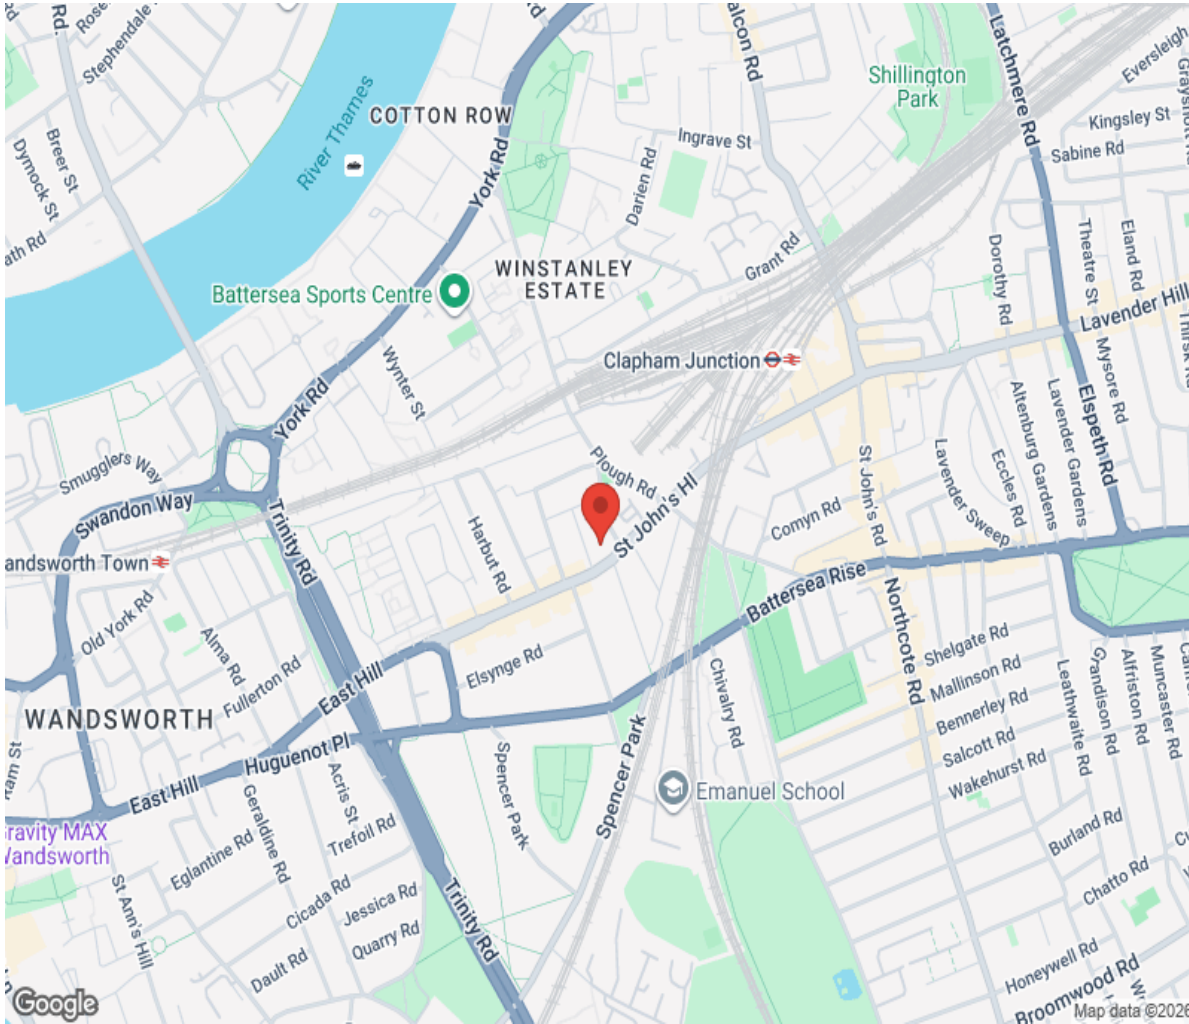 Rd.
Stephendale
Breer St
Dymock St
River Thames
COTTON ROW
York Rd
Ingrave St
Darien Rd
Shillington
Park
Latchmere Rd
Eversleigh
Kingsley St
Sabine Rd
WINSTANLEY
ESTATE
Grant Rd
Dorothy Rd
Theatre St
Eland Rd
Battersea Sports Centre
Lavender Hill
Wynter St
Clapham Junction
Mysore Rd
York Rd
Altenburg Gardens
Lavender Gardens
Elspeth Rd
Smugglers Way
Swandon Way
Plough Rd
St John's Hl
St John's Rd
Lavender Sweep
Eccles Rd
Comyn Rd
Trinity Rd
Harbut Rd
andsworth Town
Old York Rd
Battersea Rise
Northcote Rd
Alma Rd
Fullerton Rd
Elsynge Rd
East Hill
Chivalry Rd
Shelgate Rd
Mallinson Rd
Bennerley Rd
Salcott Rd
Wakehurst Rd
Leathwaite Rd
Grandison Rd
Alfriston Rd
Muncaster Rd
WANDSWORTH
Huguenot Pl
East Hill
Spencer Park
Spencer Park
Emanuel School
Acris St
Geraldine Rd
Trefoil Rd
ravity MAX
andsworth
Eglantine Rd
St Ann's Hill
Cicada Rd
Jessica Rd
Quarry Rd
Dault Rd
Trinity Rd
Burland Rd
Chatto Rd
Honeywell Rd
Broomwood Rd
Google
Map data ©2026